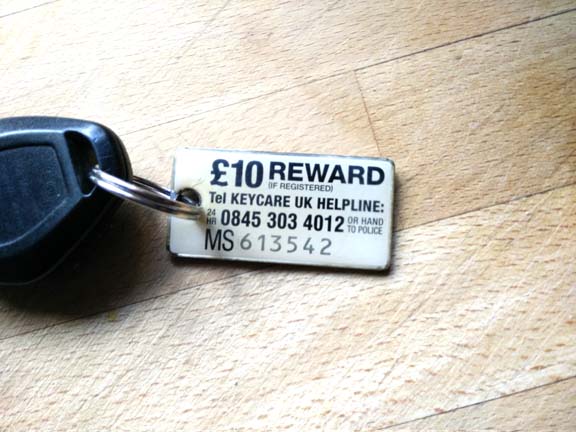 £10 REWARD
(IF REGISTERED)
Tel KEYCARE UK HELPLINE:
24 HR 0845 303 4012 OR HAND TO POLICE
MS 613542